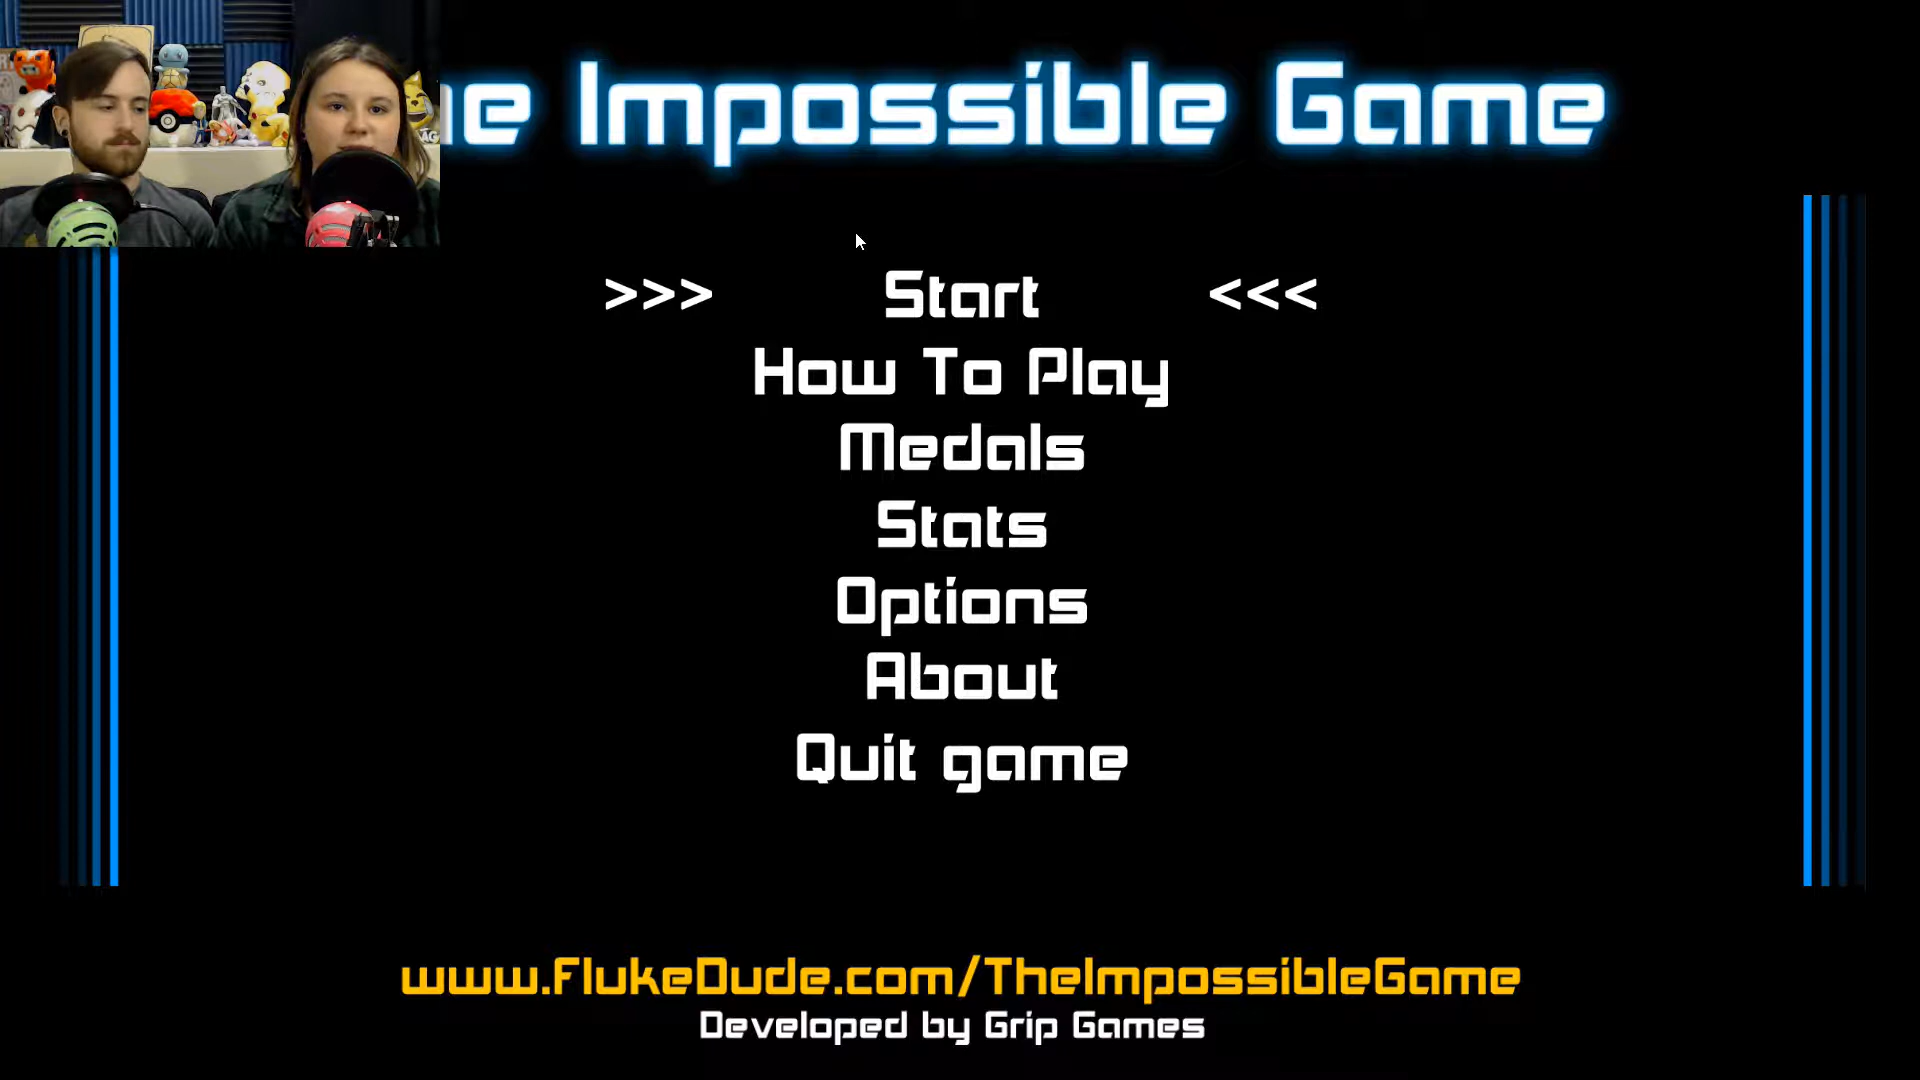 e Impossible Game
>>> Start <<<
How To Play
Medals
Stats
Options
About
Quit game
www.FlukeDude.com/TheImpossibleGame
Developed by Grip Games